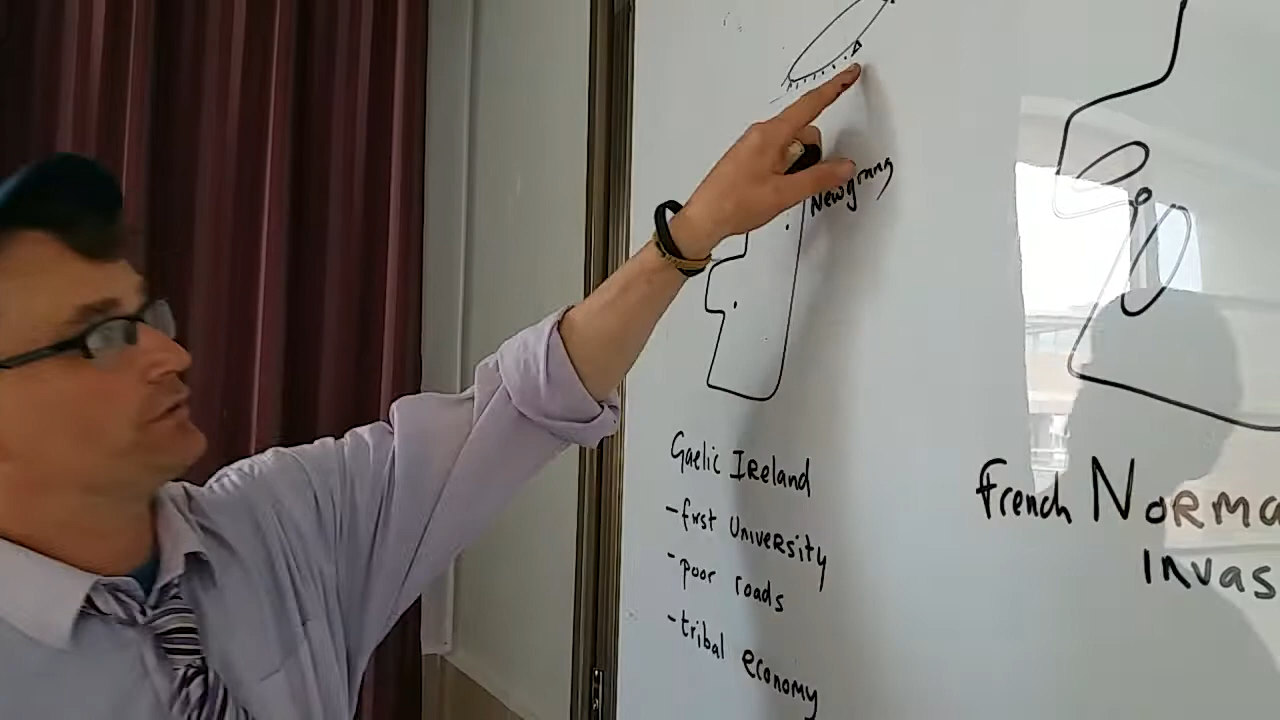 Newgrang
Gaelic Ireland
-first University
-poor roads
-tribal economy
French Norma
Invas